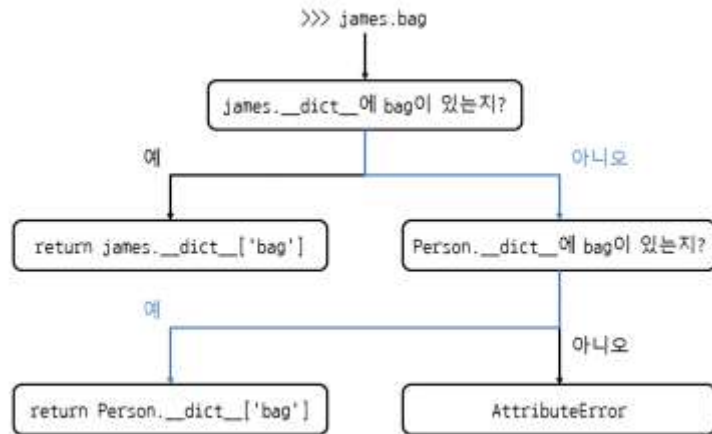 >>> james.bag
james.__dict__에 bag이 있는지?
예
아니오
return james.__dict__['bag']
Person.__dict__에 bag이 있는지?
예
아니오
return Person.__dict__['bag']
AttributeError